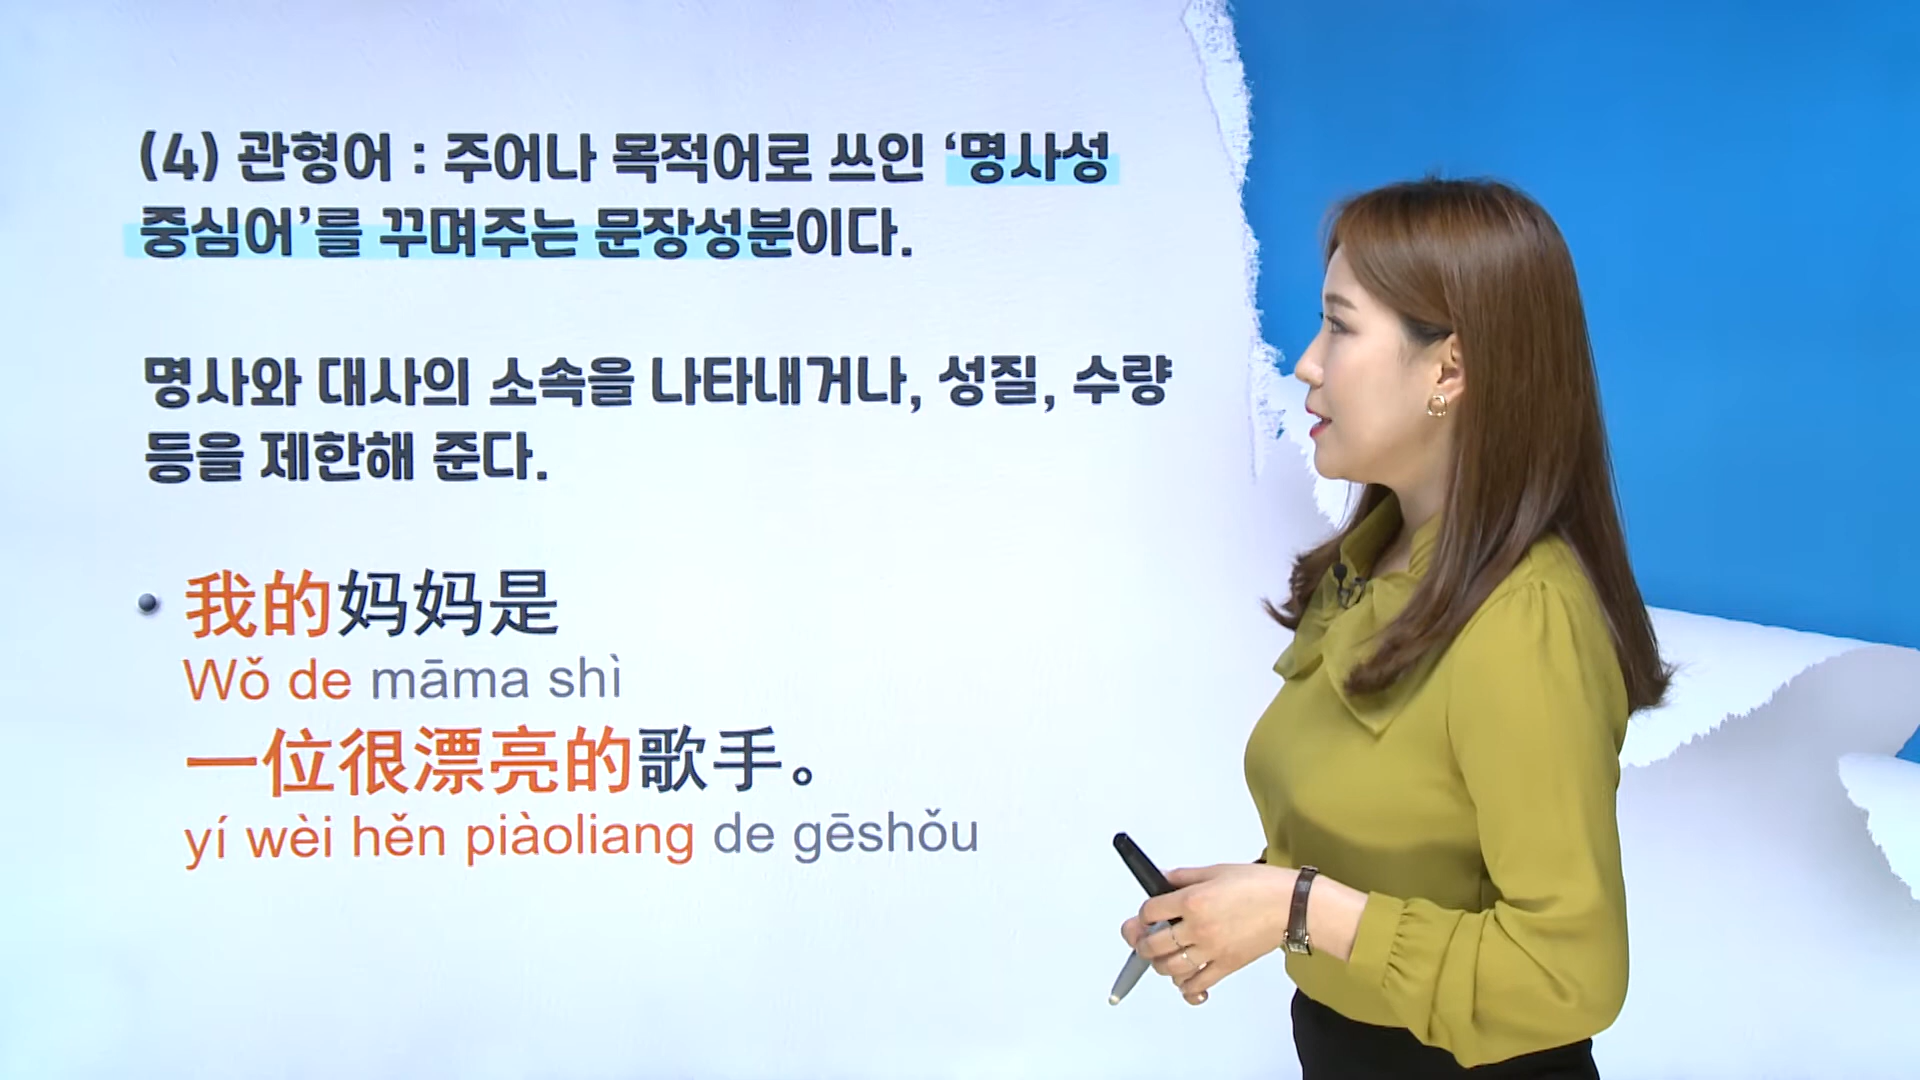 (4) 관형어 : 주어나 목적어로 쓰인 ‘명사성
중심어’를 꾸며주는 문장성분이다.
명사와 대사의 소속을 나타내거나, 성질, 수량
등을 제한해 준다.
• 我的妈妈是
Wǒ de māma shì
一位很漂亮的歌手。
yí wèi hěn piàoliang de gēshǒu